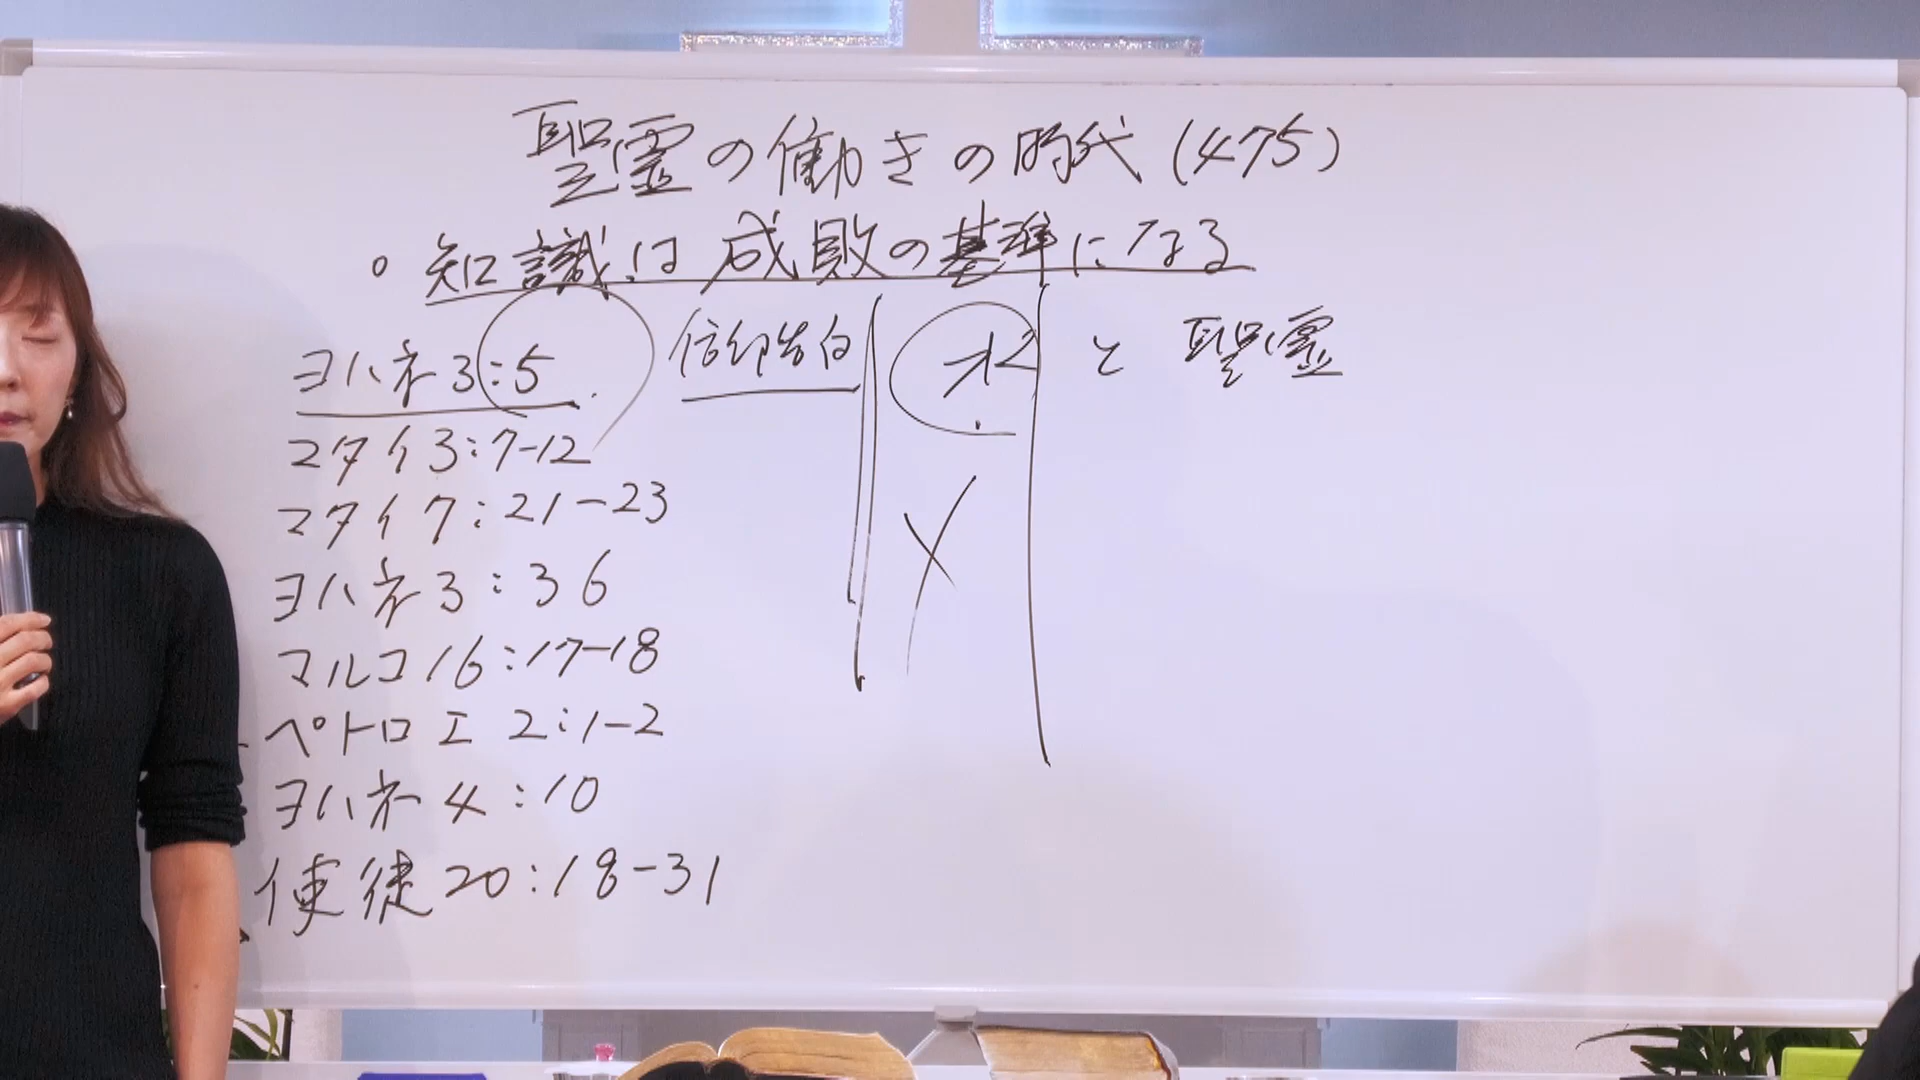 聖霊の働きの時代(475)
。知識は成敗の基準になる
ヨハネ3:5 信仰告白 水 と 聖霊
マタイ3:7-12
マタイ7:21-23
ヨハネ3:36
マルコ16:17-18
ペトロⅠ 2:1-2
ヨハネ4:10
使徒20:18-31